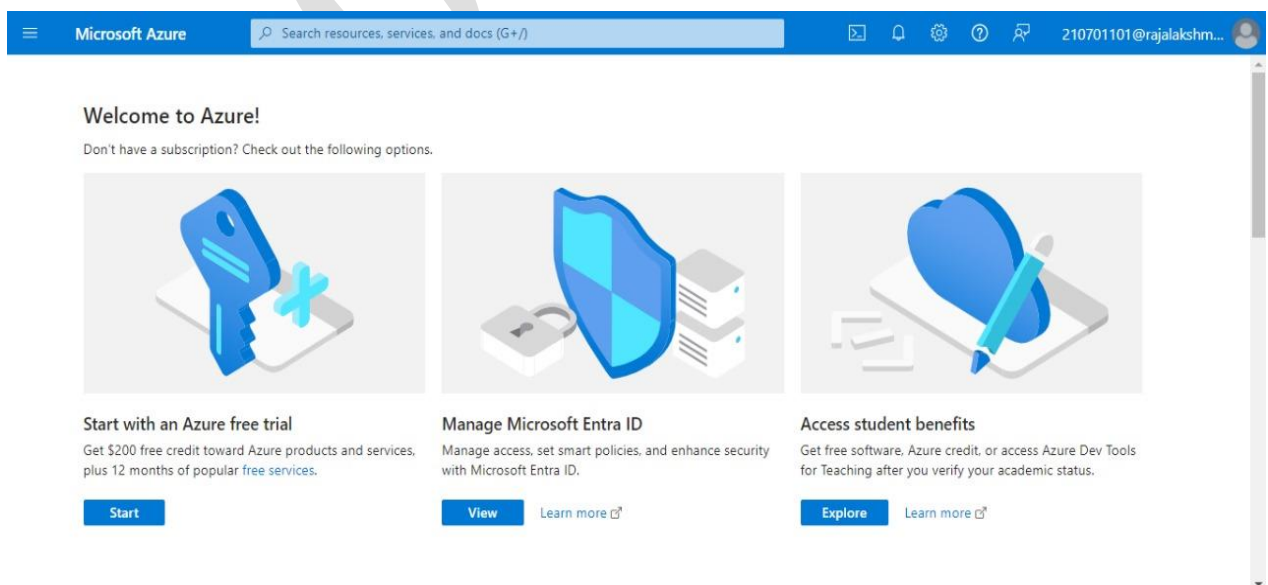 Microsoft Azure
Search resources, services, and docs (G+/)
210701101@rajalakshm...
Welcome to Azure!
Don't have a subscription? Check out the following options.
Start with an Azure free trial
Get $200 free credit toward Azure products and services,
plus 12 months of popular free services.
Start
Manage Microsoft Entra ID
Manage access, set smart policies, and enhance security
with Microsoft Entra ID.
View Learn more
Access student benefits
Get free software, Azure credit, or access Azure Dev Tools
for Teaching after you verify your academic status.
Explore Learn more